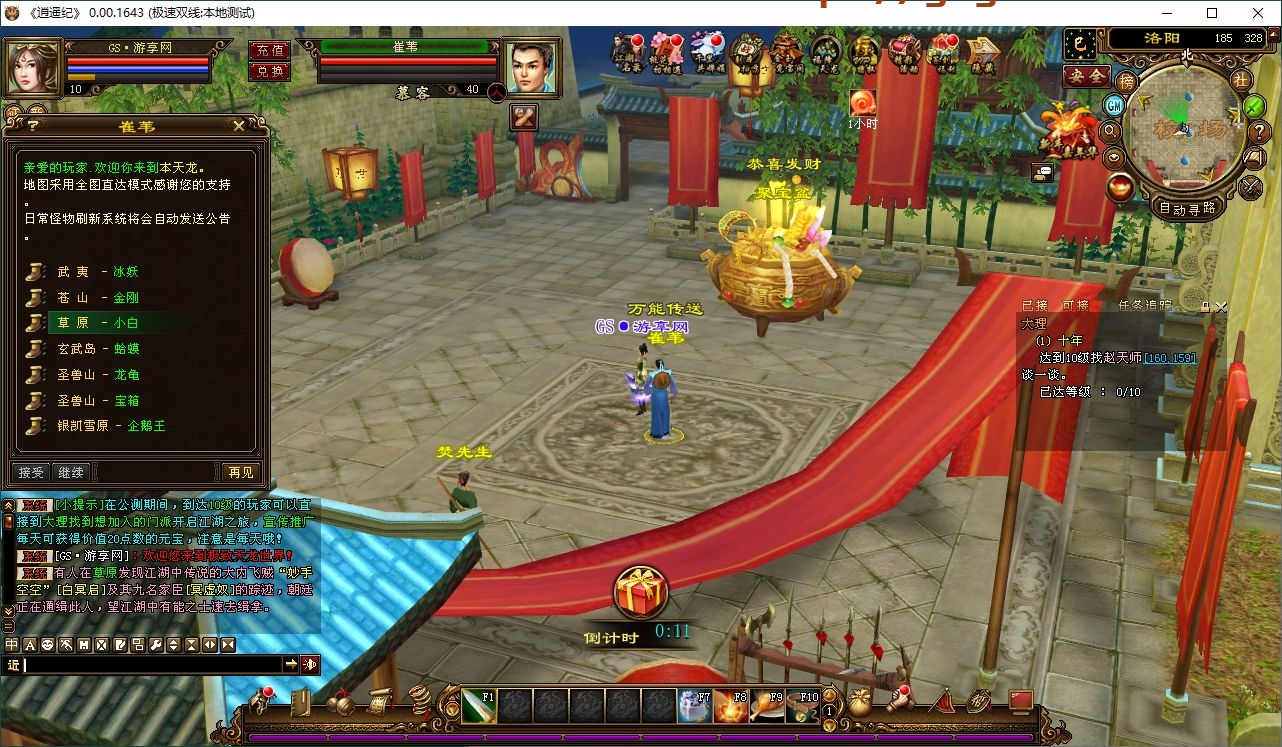 《逍遥纪》 0.00.1643 (极速双线:本地测试)
GS·游享网
10
充值
兑换
崔苇
慕容
40
1小时
洛阳
185 328
安全
榜
社
GM
自动寻路
崔苇
亲爱的玩家.欢迎你来到本天龙。
地图采用全图直达模式感谢您的支持
。
日常怪物刷新系统将会自动发送公告
。
武 夷 - 冰妖
苍 山 - 金刚
草 原 - 小白
玄武岛 - 蛤蟆
圣兽山 - 龙龟
圣兽山 - 宝箱
银凯雪原 - 企鹅王
接受
继续
再见
恭喜发财
聚宝盆
万能传送
GS●游享网
崔苇
焚先生
已接 可接 任务追踪
大理
(1) 十年
达到10级找赵天师[160,159]
谈一谈。
已达等级 : 0/10
系统 [小提示]在公测期间，到达10级的玩家可以直
接到大理找到想加入的门派开启江湖之旅，宣传推广
每天可获得价值20点数的元宝，注意是每天哦!
系统 [GS·游享网]：欢迎您来到极致天龙世界!
系统 有人在草原发现江湖中传说的大内飞贼“妙手
空空”[白冥启]及其九名家臣[冥虚奴]的踪迹，朝廷
正在通缉此人，望江湖中有能之士速去缉拿。
倒计时 0:11
近
F1
F7
F8
F9
F10
1